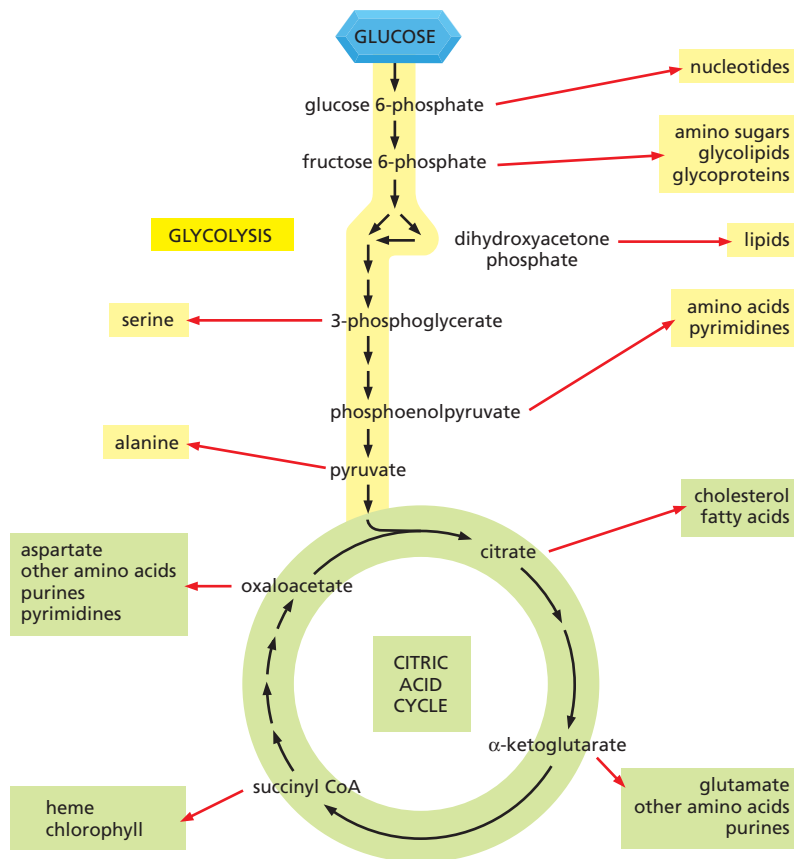 GLUCOSE
nucleotides
glucose 6-phosphate
amino sugars
glycolipids
glycoproteins
fructose 6-phosphate
GLYCOLYSIS
dihydroxyacetone
phosphate
lipids
serine
3-phosphoglycerate
amino acids
pyrimidines
phosphoenolpyruvate
alanine
pyruvate
cholesterol
fatty acids
citrate
aspartate
other amino acids
purines
pyrimidines
oxaloacetate
CITRIC
ACID
CYCLE
α-ketoglutarate
succinyl CoA
heme
chlorophyll
glutamate
other amino acids
purines